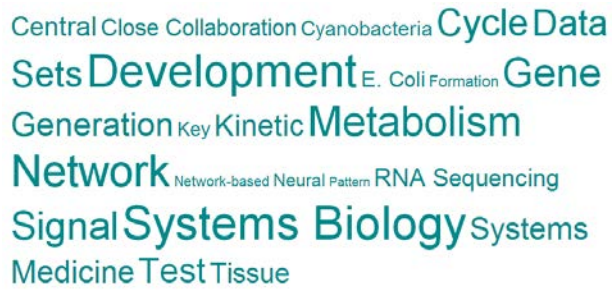 Central Close Collaboration Cyanobacteria Cycle Data
Sets Development E. Coli Formation Gene
Generation Key Kinetic Metabolism
Network Network-based Neural Pattern RNA Sequencing
Signal Systems Biology Systems
Medicine Test Tissue